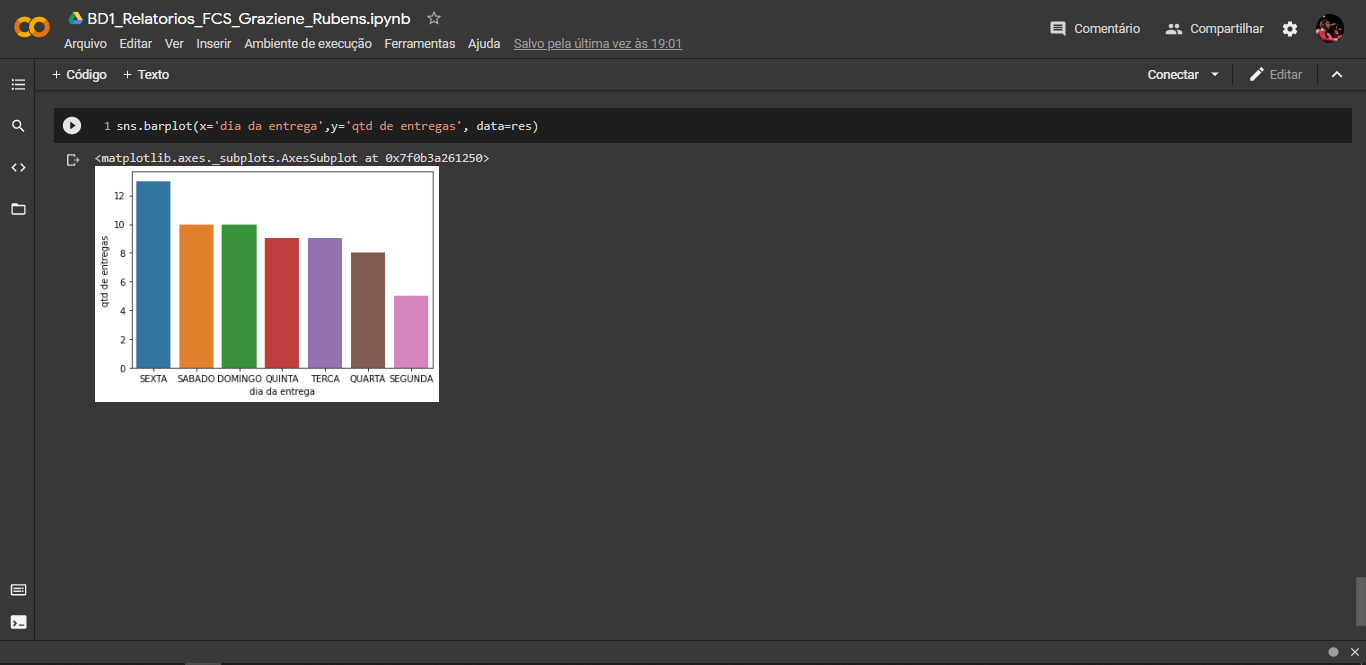 BD1_Relatorios_FCS_Graziene_Rubens.ipynb
Arquivo Editar Ver Inserir Ambiente de execução Ferramentas Ajuda Salvo pela última vez às 19:01
Comentário Compartilhar
+ Código + Texto
Conectar Editar
1 sns.barplot(x='dia da entrega',y='qtd de entregas', data=res)
<matplotlib.axes._subplots.AxesSubplot at 0x7f0b3a261250>
12
10
8
6
4
2
0
qtd de entregas
SEXTA SABADO DOMINGO QUINTA TERCA QUARTA SEGUNDA
dia da entrega